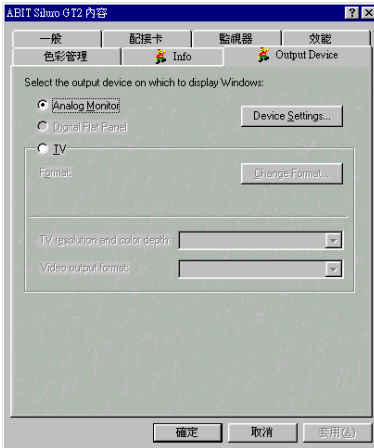 ABIT Siluro GT2 內容
一般 配接卡 監視器 效能
色彩管理 Info Output Device
Select the output device on which to display Windows:
Analog Monitor
Device Settings...
Digital Flat Panel
TV
Format:
Change Format...
TV resolution and color depth:
Video output format:
確定 取消 套用(A)